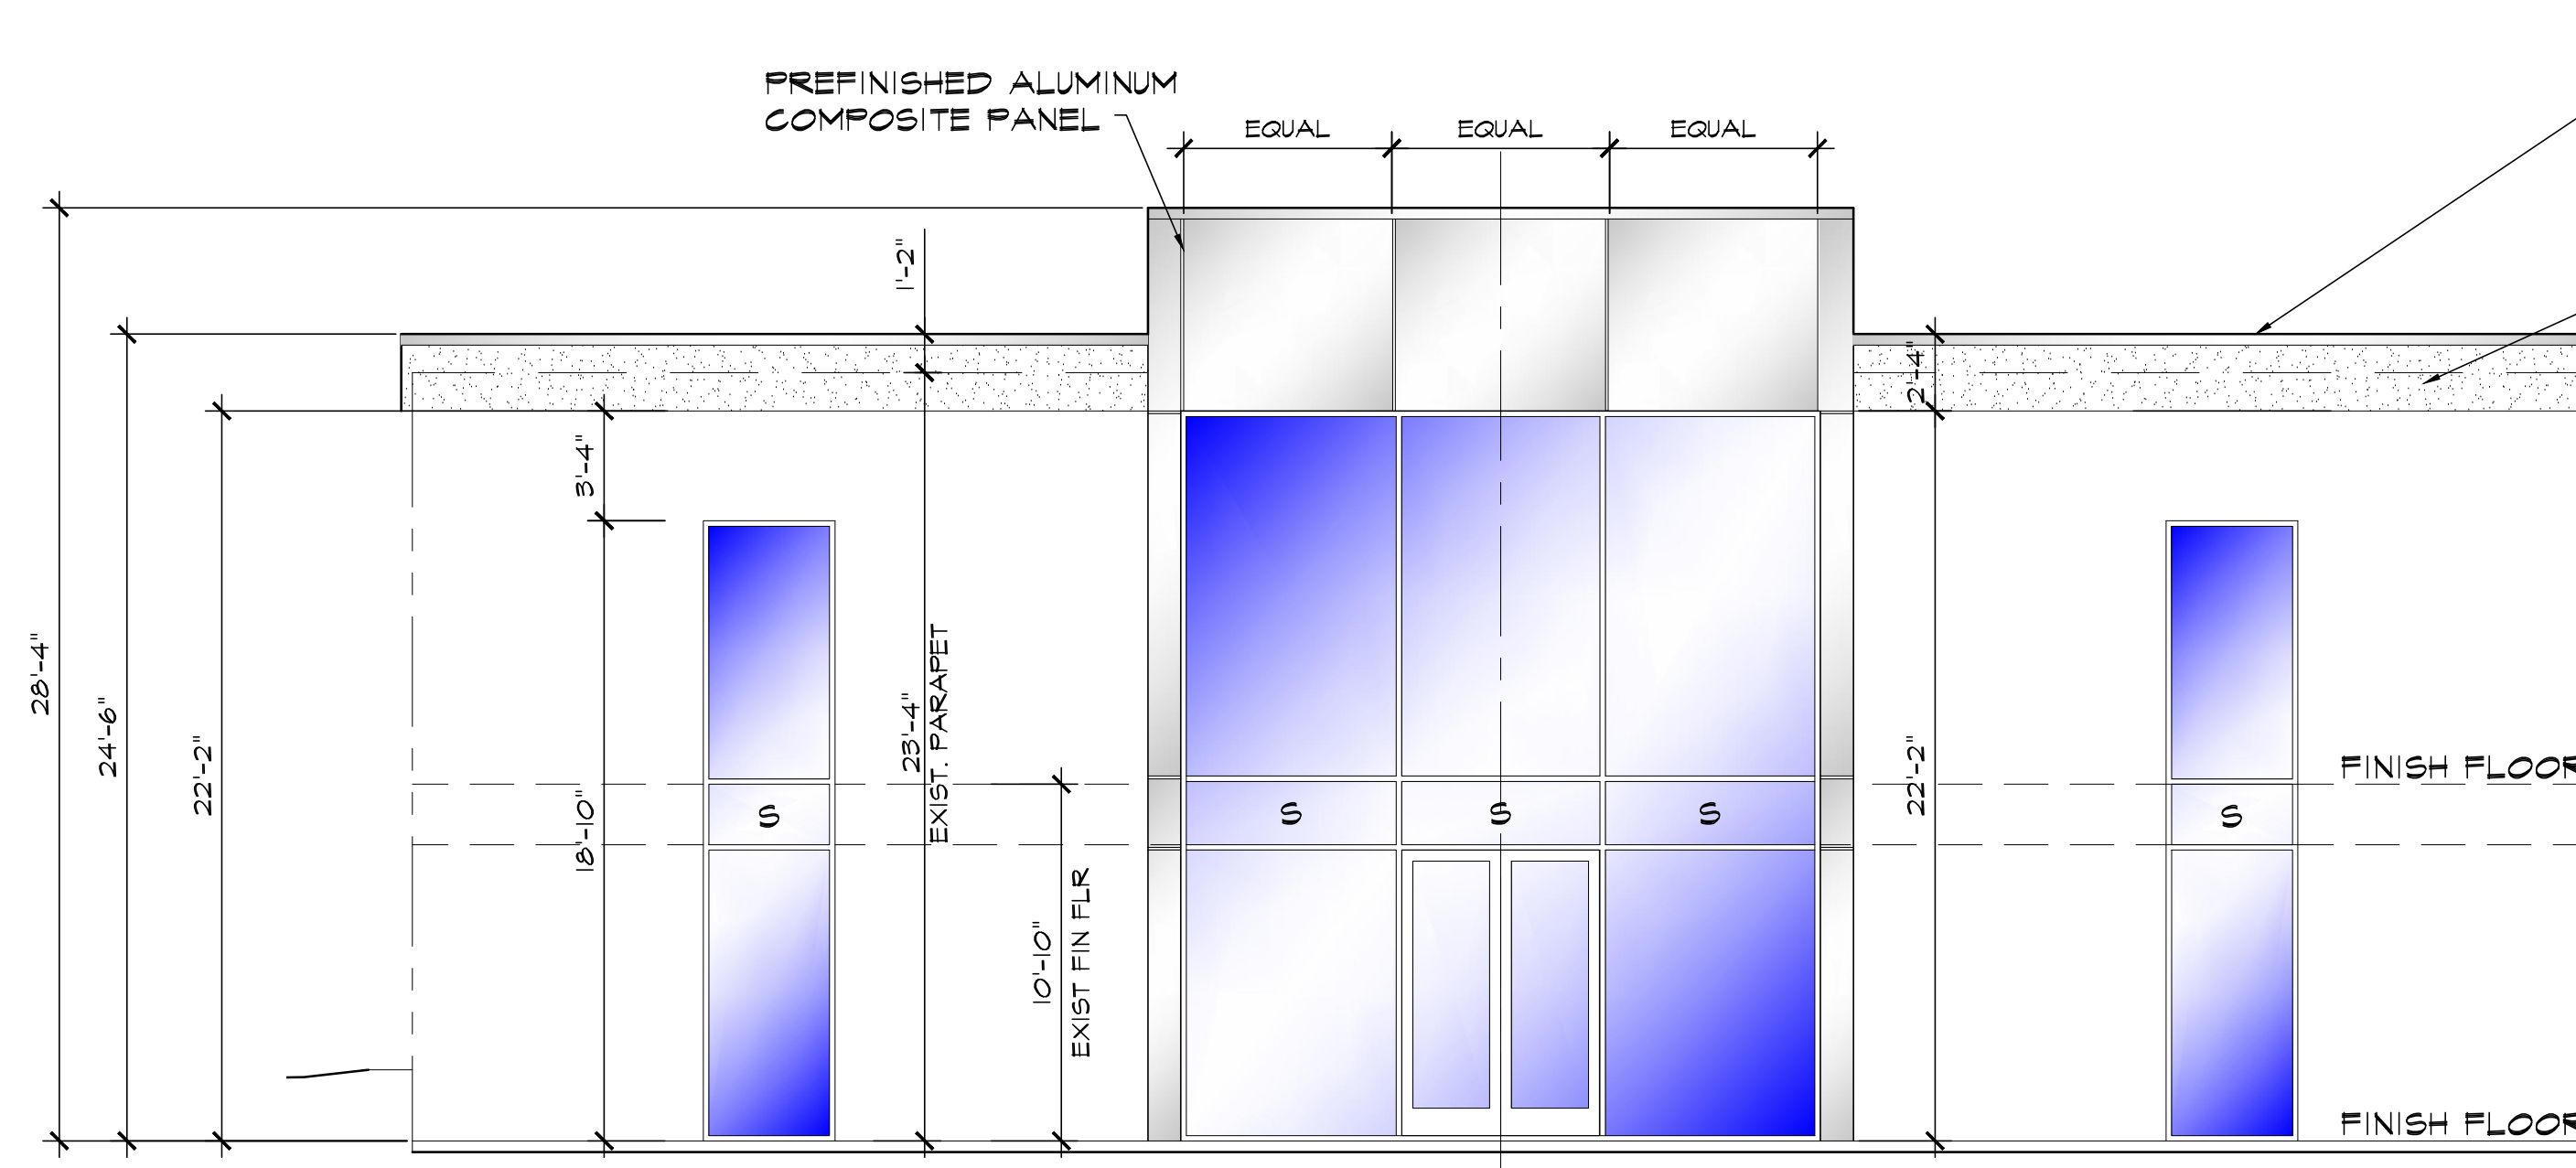 PREFINISHED ALUMINUM
COMPOSITE PANEL
EQUAL
EQUAL
EQUAL
1'-2"
2'-4"
3'-4"
28'-4"
24'-6"
22'-2"
18'-10"
23'-4"
EXIST. PARAPET
10'-10"
EXIST FIN FLR
22'-2"
FINISH FLOOR
S
S
S
S
S
FINISH FLOOR